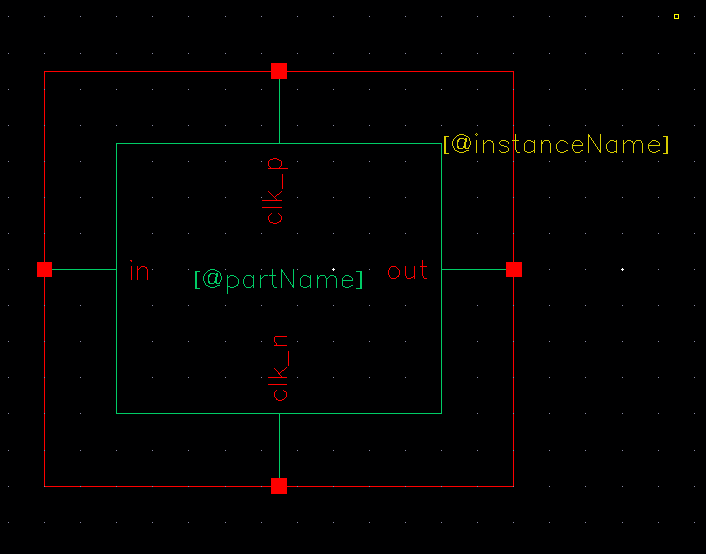 [@instanceName]
clk_p
in
[@partName]
out
clk_n